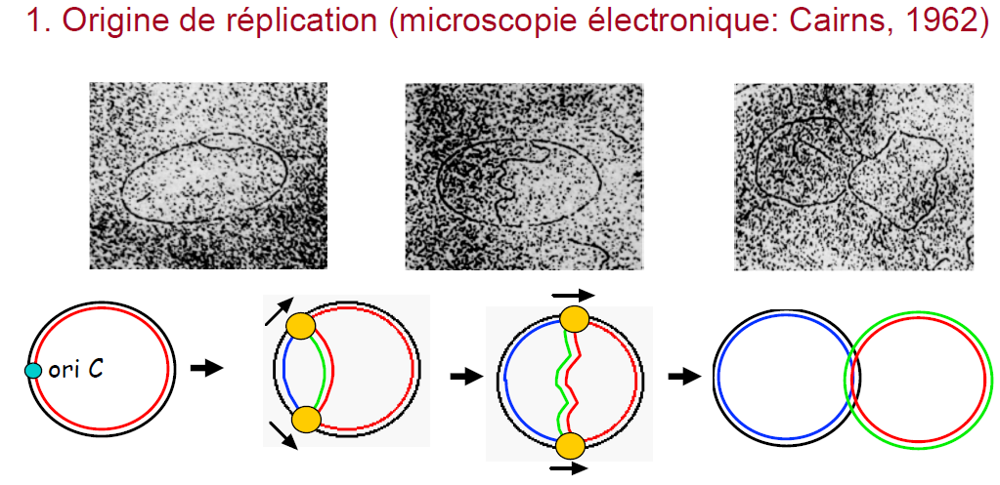 1. Origine de réplication (microscopie électronique: Cairns, 1962)
ori C